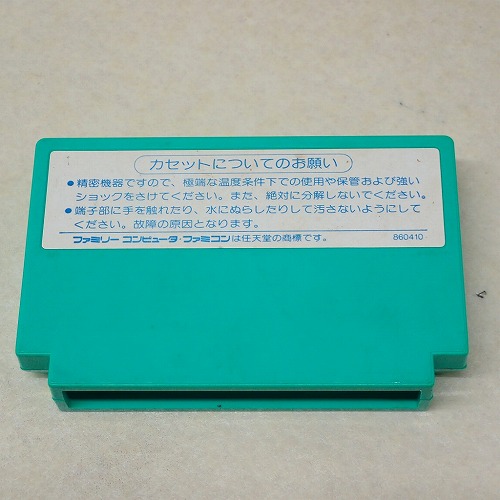 カセットについてのお願い
●精密機器ですので、極端な温度条件下での使用や保管および強い
ショックをさけてください。また、絶対に分解しないでください。
●端子部に手を触れたり、水にぬらしたりして汚さないようにして
ください。故障の原因となります。
ファミリー コンピュータ・ファミコンは任天堂の商標です。 860410